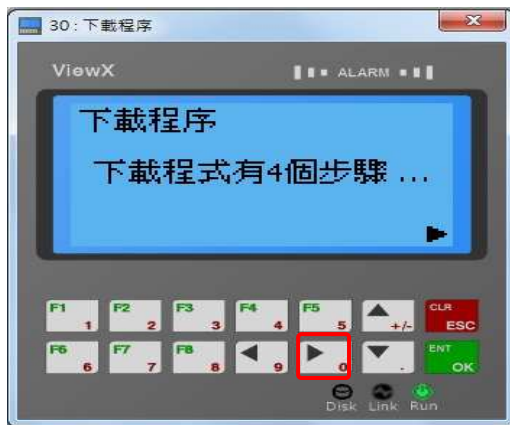 30 : 下載程序
ViewX
ALARM
下載程序
下載程式有4個步驟 ...
F1 1
F2 2
F3 3
F4 4
F5 5
+/-
CLR ESC
F6 6
F7 7
F8 8
9
0
.
ENT OK
Disk Link Run